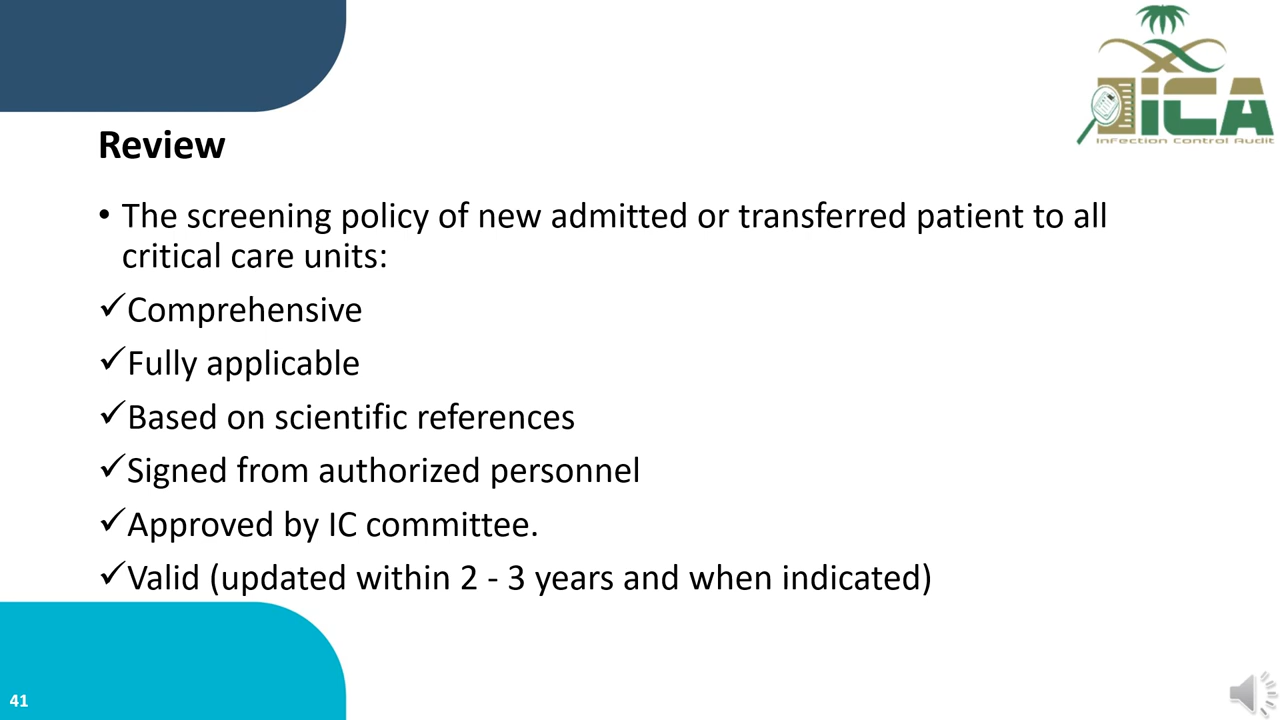 iCA
Infection Control Audit
Review
• The screening policy of new admitted or transferred patient to all
critical care units:
✓Comprehensive
✓Fully applicable
✓Based on scientific references
✓Signed from authorized personnel
✓Approved by IC committee.
✓Valid (updated within 2 - 3 years and when indicated)
41